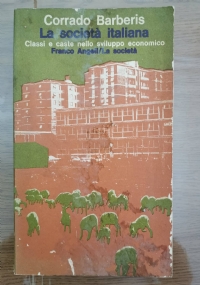 Corrado Barberis
La società italiana
Classi e caste nello sviluppo economico
Franco Angeli/La società